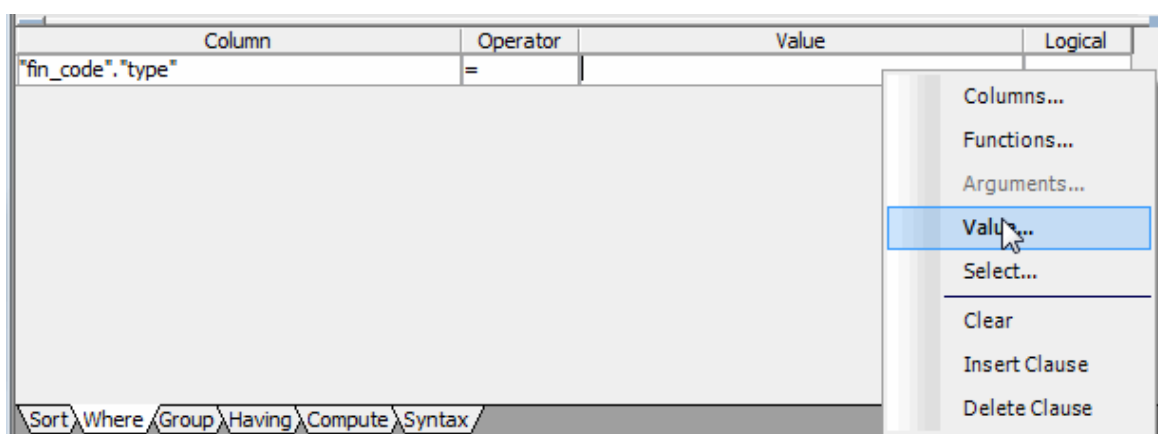 Column Operator Value Logical
"fin_code"."type" =
Columns...
Functions...
Arguments...
Value...
Select...
Clear
Insert Clause
Delete Clause
Sort Where Group Having Compute Syntax